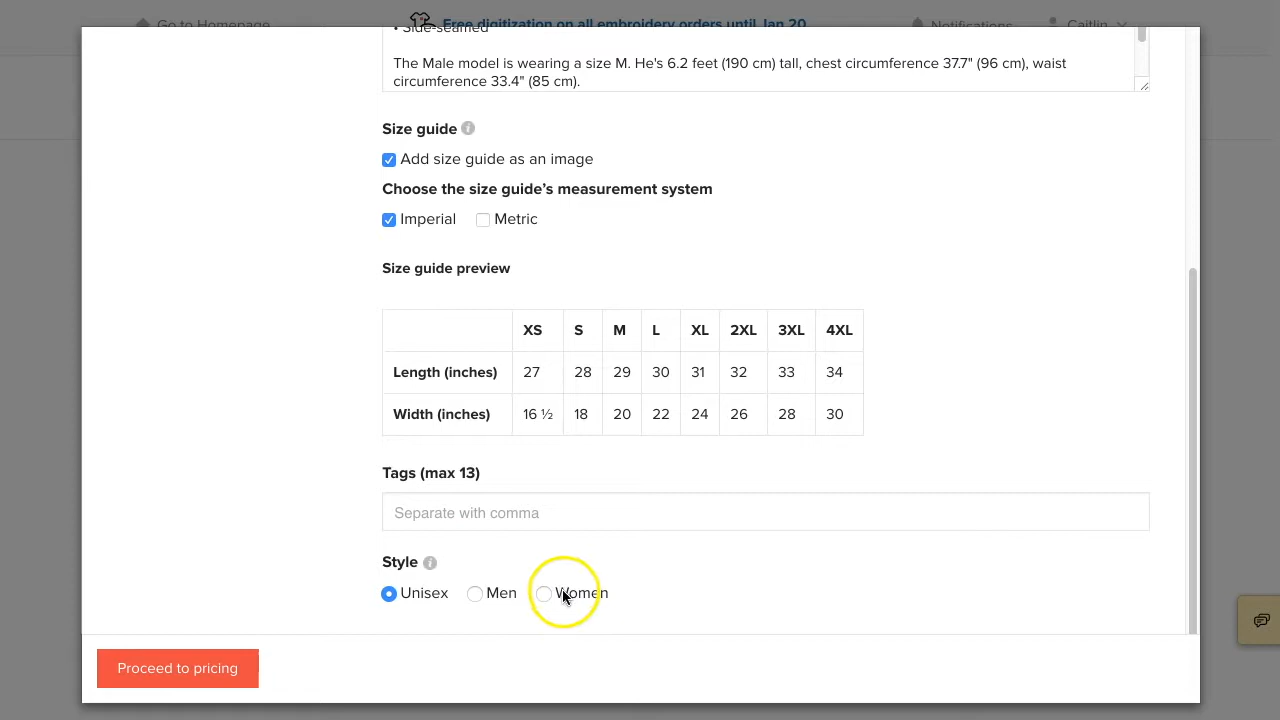 Go to Homepage
Free digitization on all embroidery orders until Jan 20
Notifications
Caitlin
• Side-seamed
The Male model is wearing a size M. He's 6.2 feet (190 cm) tall, chest circumference 37.7" (96 cm), waist
circumference 33.4" (85 cm).
Size guide
Add size guide as an image
Choose the size guide’s measurement system
Imperial Metric
Size guide preview
XS S M L XL 2XL 3XL 4XL
Length (inches) 27 28 29 30 31 32 33 34
Width (inches) 16 ½ 18 20 22 24 26 28 30
Tags (max 13)
Separate with comma
Style
Unisex Men Women
Proceed to pricing